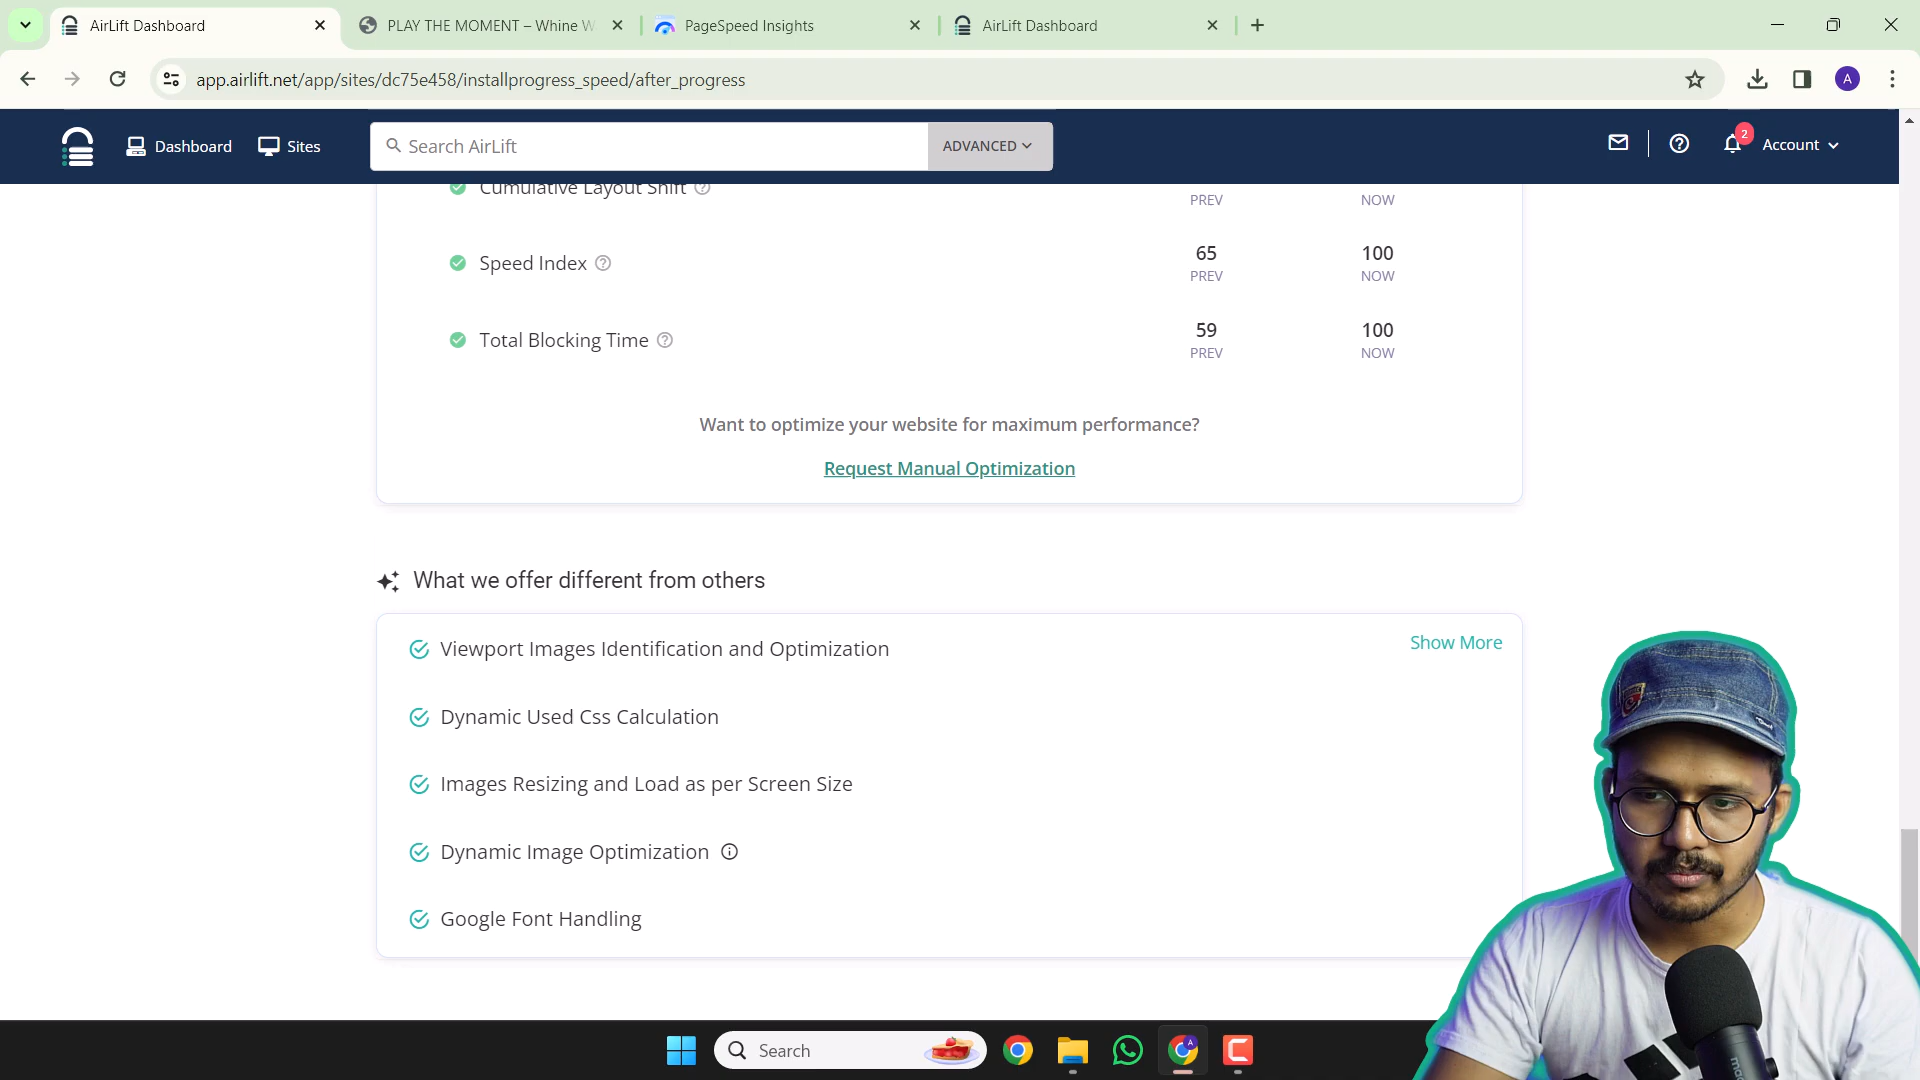 AirLift Dashboard
PLAY THE MOMENT – Whine W
PageSpeed Insights
AirLift Dashboard
app.airlift.net/app/sites/dc75e458/installprogress_speed/after_progress
A
Dashboard
Sites
Search AirLift
ADVANCED
2
Account
Cumulative Layout Shift
PREV
NOW
Speed Index
65
PREV
100
NOW
Total Blocking Time
59
PREV
100
NOW
Want to optimize your website for maximum performance?
Request Manual Optimization
What we offer different from others
Viewport Images Identification and Optimization
Show More
Dynamic Used Css Calculation
Images Resizing and Load as per Screen Size
Dynamic Image Optimization
Google Font Handling
Search